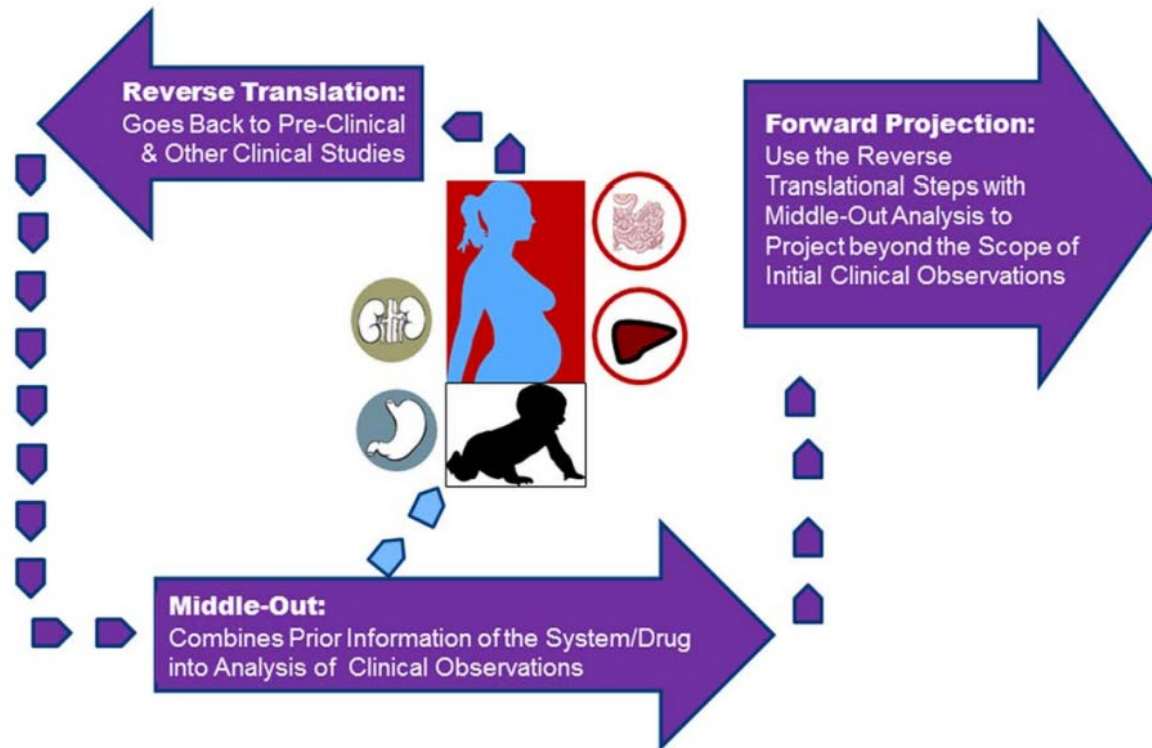 Reverse Translation:
Goes Back to Pre-Clinical
& Other Clinical Studies
Forward Projection:
Use the Reverse
Translational Steps with
Middle-Out Analysis to
Project beyond the Scope of
Initial Clinical Observations
Middle-Out:
Combines Prior Information of the System/Drug
into Analysis of Clinical Observations